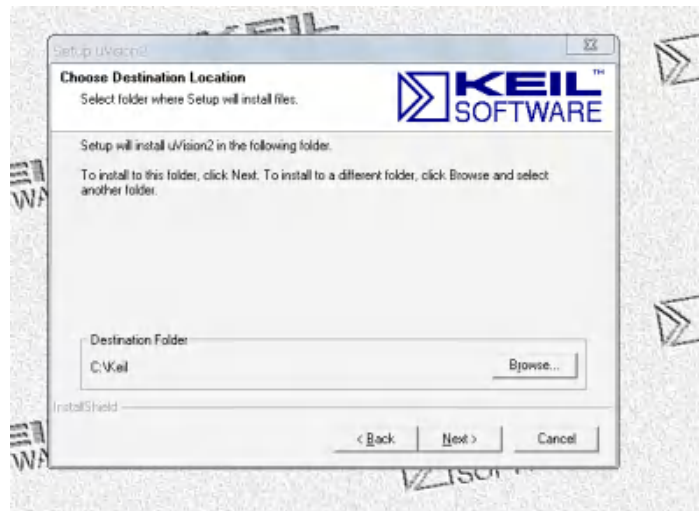 KEIL
Setup uVision2
Choose Destination Location
Select folder where Setup will install files.
KEIL™
SOFTWARE
Setup will install uVision2 in the following folder.
To install to this folder, click Next. To install to a different folder, click Browse and select
another folder.
Destination Folder
C:\Keil
Browse...
InstallShield
< Back
Next >
Cancel